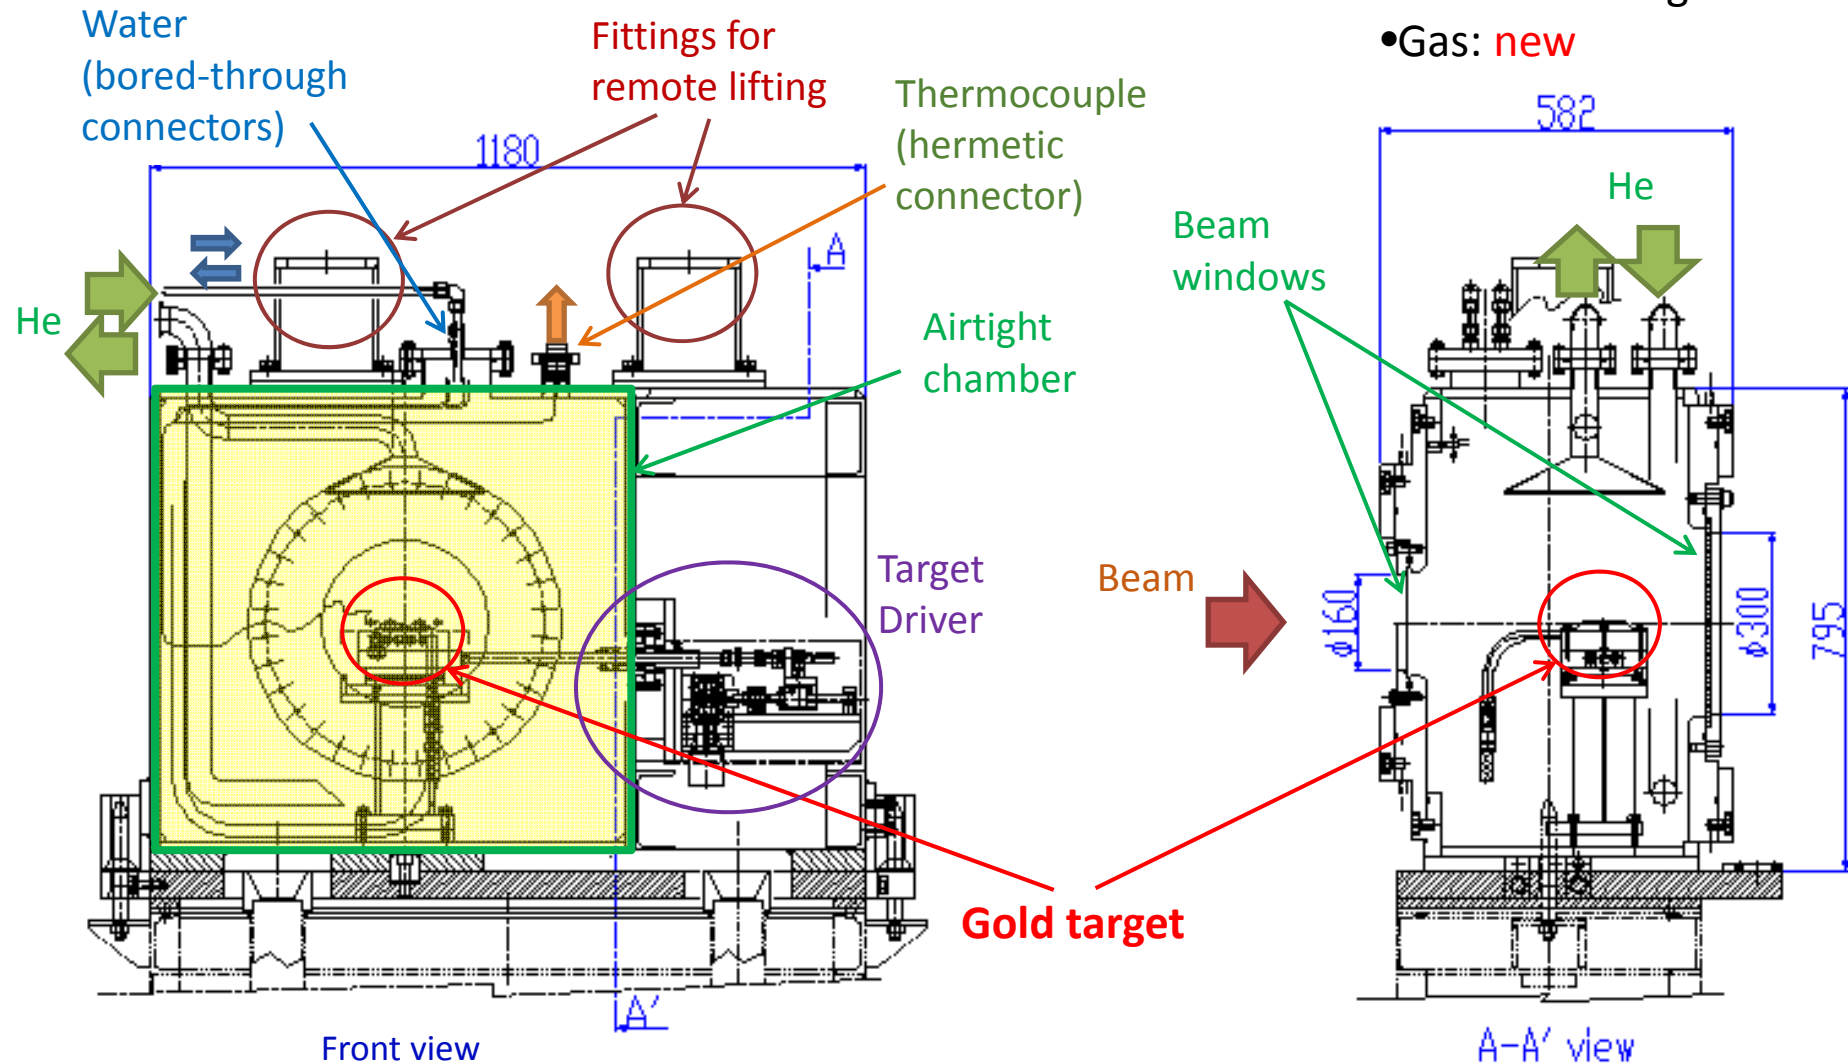 •Gas: new
Water
(bored-through
connectors)
Fittings for
remote lifting
Thermocouple
(hermetic
connector)
1180
582
He
Beam
windows
A
He
Airtight
chamber
Target
Driver
Beam
φ160
φ300
795
Gold target
A'
Front view
A-A' view